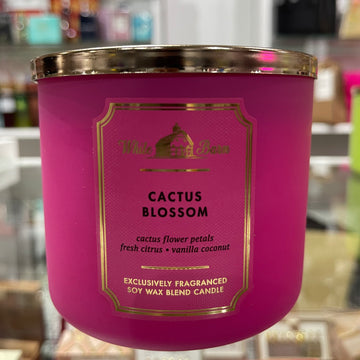 White Barn
CACTUS
BLOSSOM
cactus flower petals
fresh citrus • vanilla coconut
EXCLUSIVELY FRAGRANCED
SOY WAX BLEND CANDLE